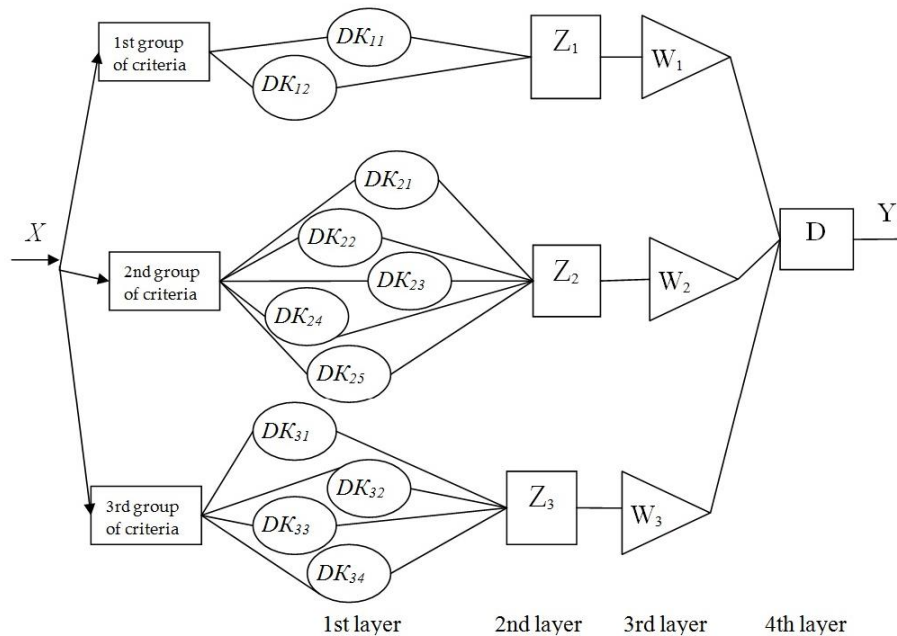 1st group
of criteria
DK11
DK12
Z1
W1
X
2nd group
of criteria
DK21
DK22
DK23
DK24
DK25
Z2
W2
D
Y
3rd group
of criteria
DK31
DK32
DK33
DK34
Z3
W3
1st layer
2nd layer
3rd layer
4th layer